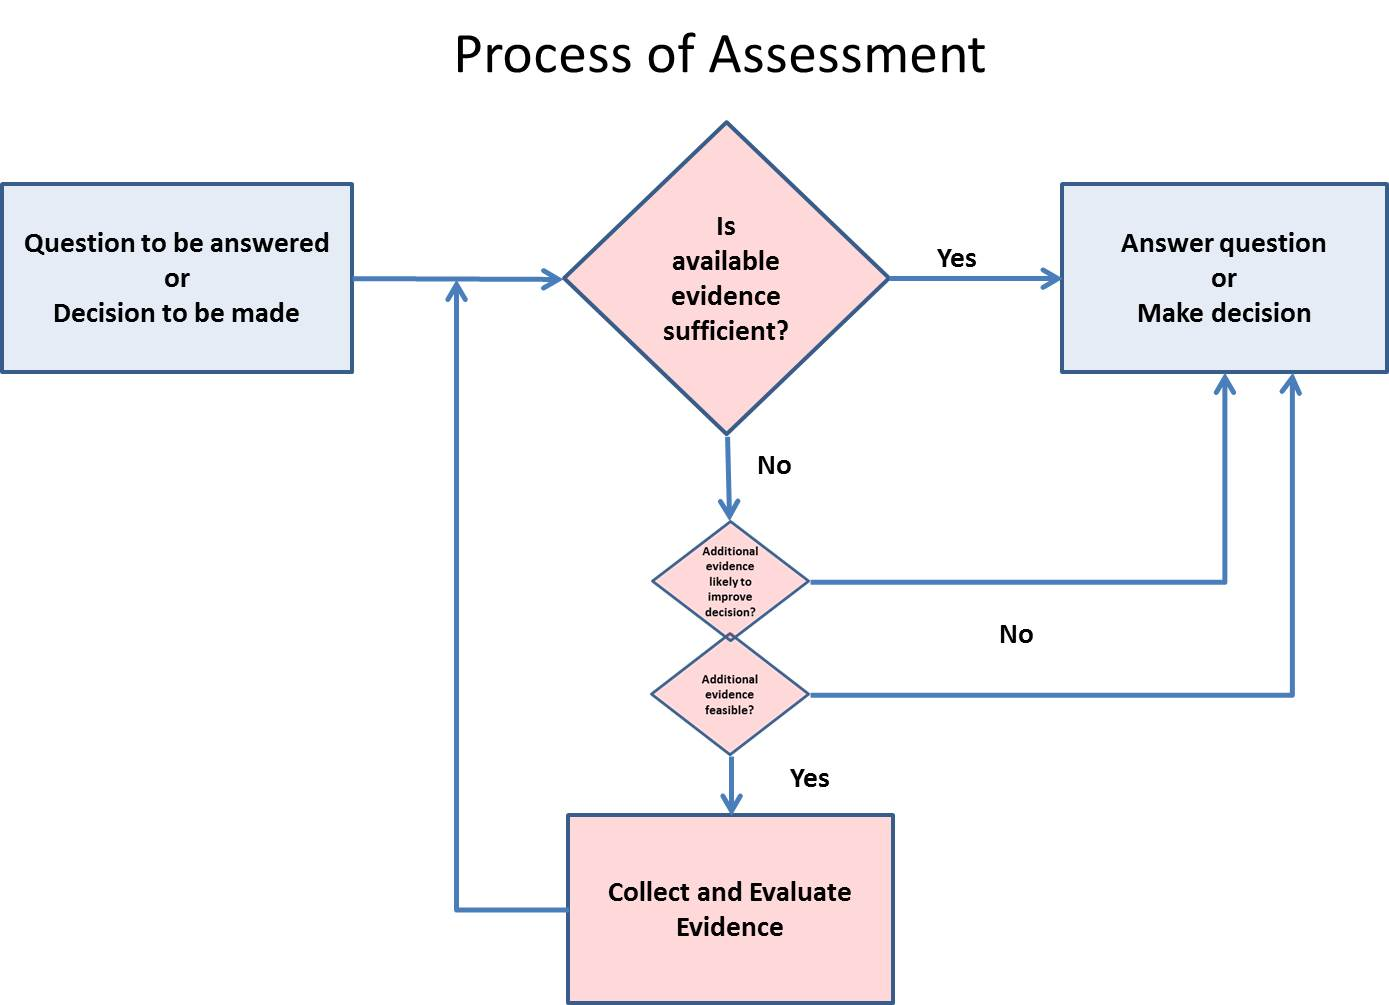 Process of Assessment
Question to be answered
or
Decision to be made
Is
available
evidence
sufficient?
Yes
Answer question
or
Make decision
No
Additional
evidence
likely to
improve
decision?
No
Additional
evidence
feasible?
Yes
Collect and Evaluate
Evidence